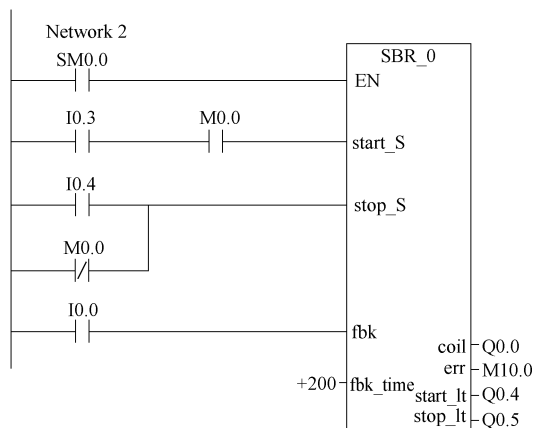 Network 2
SM0.0
SBR_0
EN
I0.3
M0.0
start_S
I0.4
stop_S
M0.0
I0.0
fbk
coil
Q0.0
err
M10.0
+200
fbk_time
start_lt
Q0.4
stop_lt
Q0.5